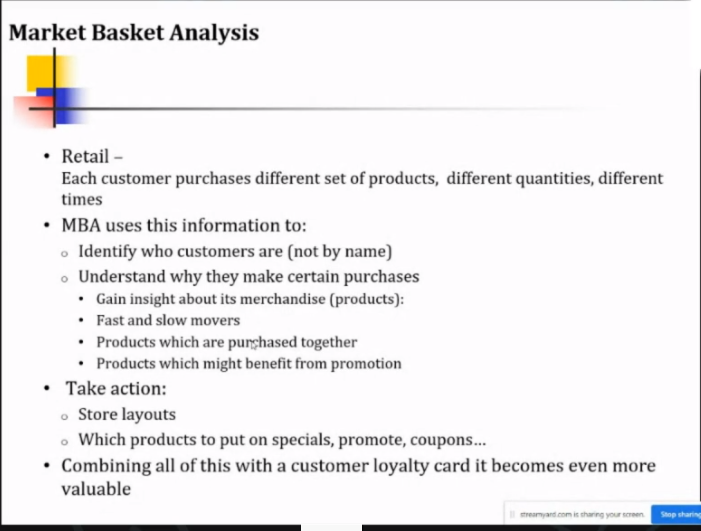 Market Basket Analysis
• Retail –
Each customer purchases different set of products, different quantities, different
times
• MBA uses this information to:
o Identify who customers are (not by name)
o Understand why they make certain purchases
• Gain insight about its merchandise (products):
• Fast and slow movers
• Products which are purchased together
• Products which might benefit from promotion
• Take action:
o Store layouts
o Which products to put on specials, promote, coupons…
• Combining all of this with a customer loyalty card it becomes even more
valuable
streamyard.com is sharing your screen. Stop sharing